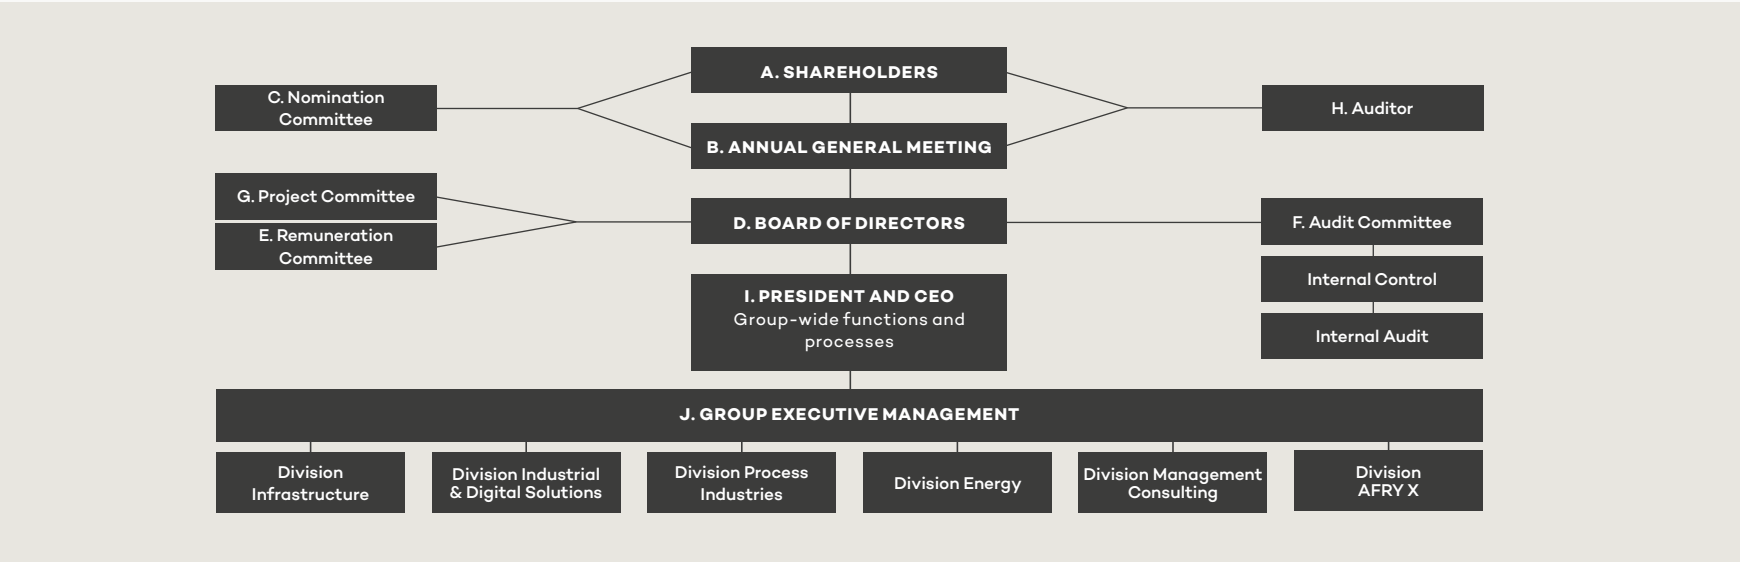 A. SHAREHOLDERS
C. Nomination
Committee
H. Auditor
B. ANNUAL GENERAL MEETING
G. Project Committee
E. Remuneration
Committee
D. BOARD OF DIRECTORS
F. Audit Committee
Internal Control
Internal Audit
I. PRESIDENT AND CEO
Group-wide functions and
processes
J. GROUP EXECUTIVE MANAGEMENT
Division
Infrastructure
Division Industrial
& Digital Solutions
Division Process
Industries
Division Energy
Division Management
Consulting
Division
AFRY X